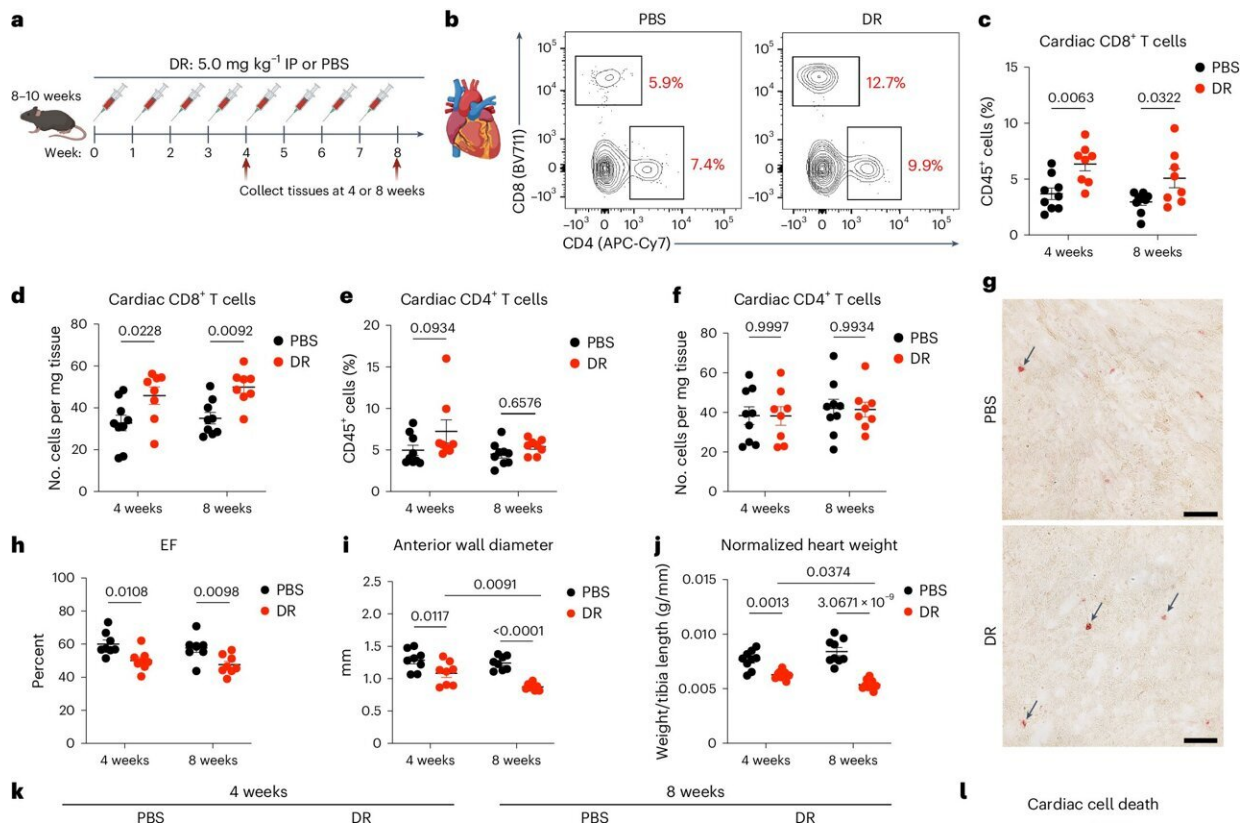 a
DR: 5.0 mg kg⁻¹ IP or PBS
8–10 weeks
Week: 0 1 2 3 4 5 6 7 8
Collect tissues at 4 or 8 weeks
b
PBS DR
CD8 (BV711)
10⁵ 10⁵
10⁴ 10⁴
10³ 10³
0 0
–10³ –10³
5.9% 12.7%
7.4% 9.9%
–10³ 0 10³ 10⁴ 10⁵ –10³ 0 10³ 10⁴ 10⁵
CD4 (APC-Cy7)
c
Cardiac CD8⁺ T cells
CD45⁺ cells (%)
15
10
5
0
0.0063 0.0322
PBS
DR
4 weeks 8 weeks
d
Cardiac CD8⁺ T cells
No. cells per mg tissue
80
60
40
20
0
0.0228 0.0092
PBS
DR
4 weeks 8 weeks
e
Cardiac CD4⁺ T cells
CD45⁺ cells (%)
20
15
10
5
0
0.0934
0.6576
PBS
DR
4 weeks 8 weeks
f
Cardiac CD4⁺ T cells
No. cells per mg tissue
80
60
40
20
0
0.9997 0.9934
PBS
DR
4 weeks 8 weeks
g
PBS
DR
h
EF
Percent
100
80
60
40
20
0
0.0108 0.0098
PBS
DR
4 weeks 8 weeks
i
Anterior wall diameter
mm
2.5
2.0
1.5
1.0
0.5
0
0.0091
0.0117
<0.0001
PBS
DR
4 weeks 8 weeks
j
Normalized heart weight
Weight/tibia length (g/mm)
0.015
0.010
0.005
0
0.0374
0.0013 3.0671 × 10⁻⁹
PBS
DR
4 weeks 8 weeks
k
4 weeks 8 weeks
PBS DR PBS DR
l
Cardiac cell death